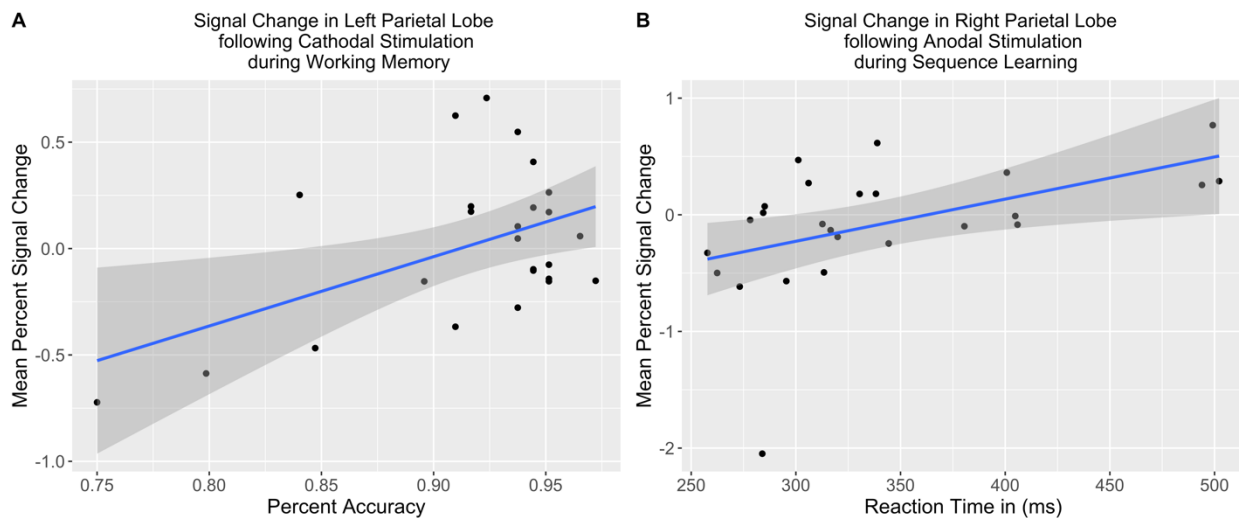 A
Signal Change in Left Parietal Lobe
following Cathodal Stimulation
during Working Memory
Mean Percent Signal Change
0.5
0.0
-0.5
-1.0
0.75 0.80 0.85 0.90 0.95
Percent Accuracy
B
Signal Change in Right Parietal Lobe
following Anodal Stimulation
during Sequence Learning
Mean Percent Signal Change
1
0
-1
-2
250 300 350 400 450 500
Reaction Time in (ms)